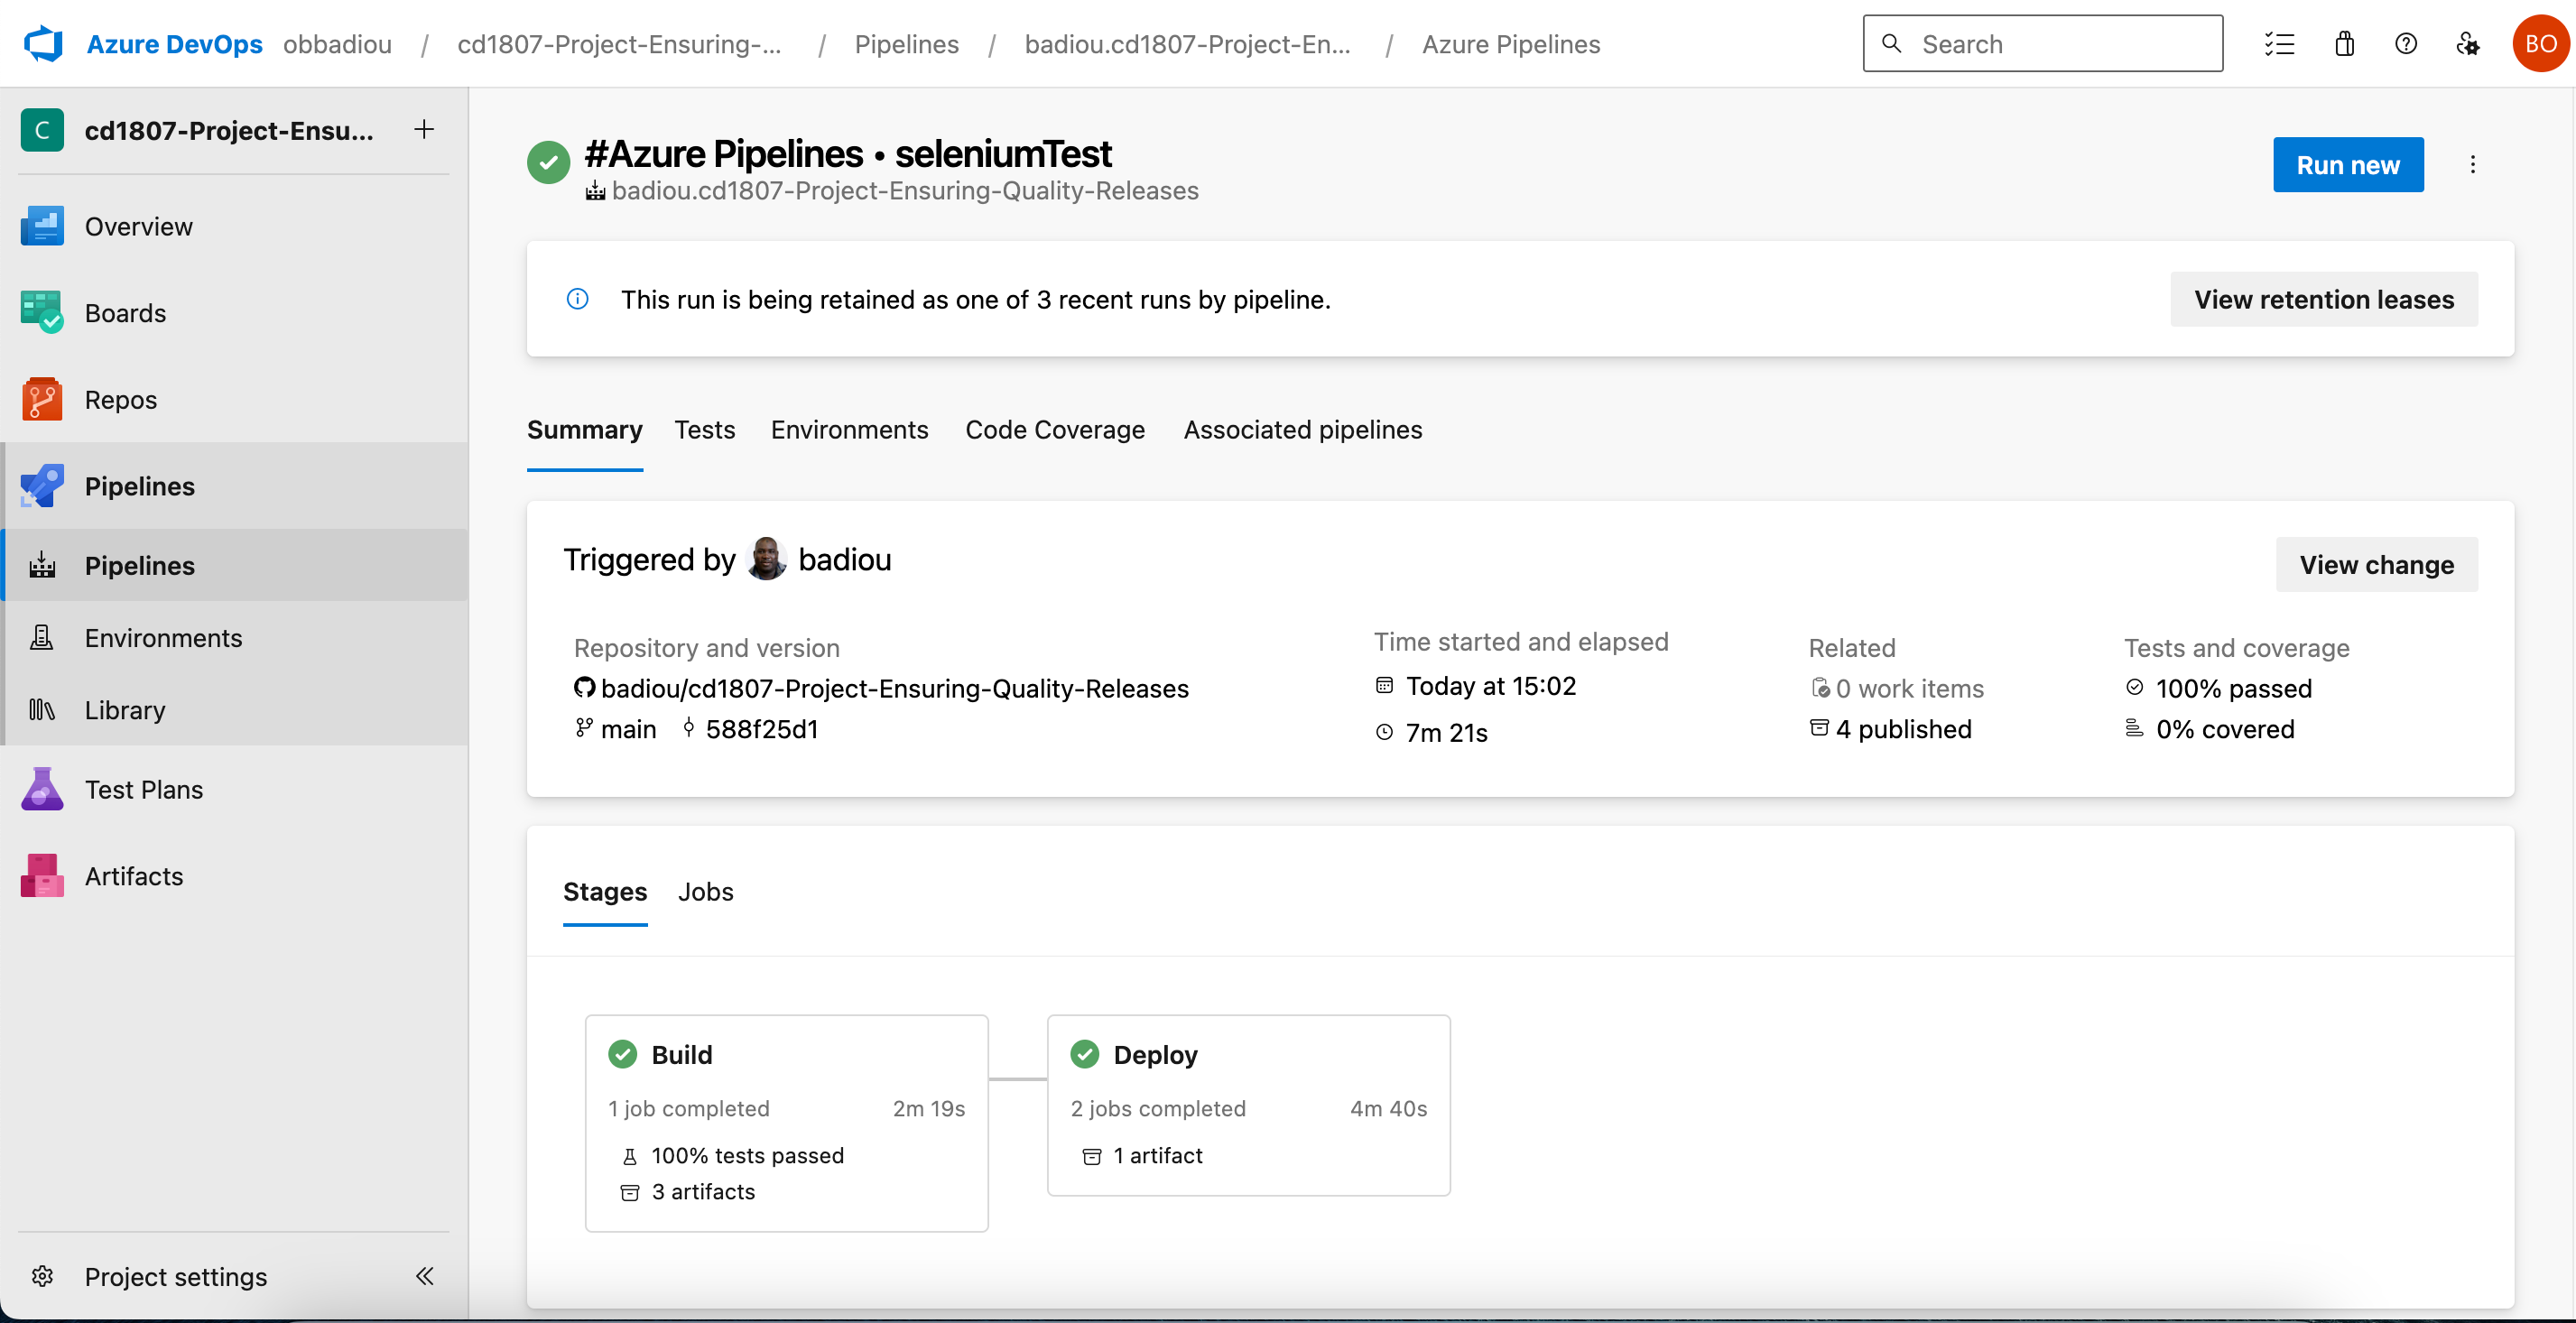 Azure DevOps obbadiou / cd1807-Project-Ensuring-... / Pipelines / badiou.cd1807-Project-En... / Azure Pipelines
Search
BO
C cd1807-Project-Ensu...
Overview
Boards
Repos
Pipelines
Pipelines
Environments
Library
Test Plans
Artifacts
Project settings
#Azure Pipelines • seleniumTest
badiou.cd1807-Project-Ensuring-Quality-Releases
Run new
This run is being retained as one of 3 recent runs by pipeline.
View retention leases
Summary Tests Environments Code Coverage Associated pipelines
Triggered by badiou
View change
Repository and version
badiou/cd1807-Project-Ensuring-Quality-Releases
main 588f25d1
Time started and elapsed
Today at 15:02
7m 21s
Related
0 work items
4 published
Tests and coverage
100% passed
0% covered
Stages Jobs
Build
1 job completed 2m 19s
100% tests passed
3 artifacts
Deploy
2 jobs completed 4m 40s
1 artifact